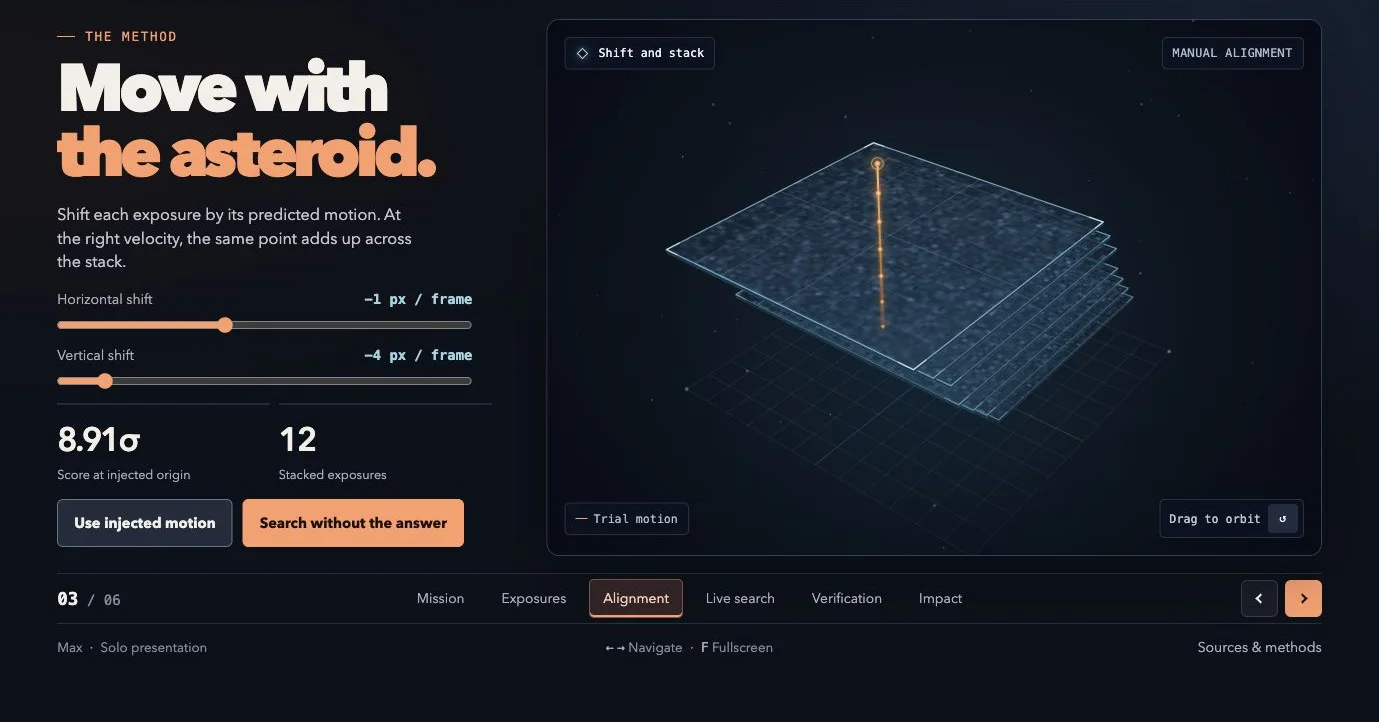 — THE METHOD
Move with
the asteroid.
Shift each exposure by its predicted motion. At
the right velocity, the same point adds up across
the stack.
Horizontal shift −1 px / frame
Vertical shift −4 px / frame
8.91σ 12
Score at injected origin Stacked exposures
Use injected motion Search without the answer
◇ Shift and stack MANUAL ALIGNMENT
— Trial motion Drag to orbit ↺
03 / 06 Mission Exposures Alignment Live search Verification Impact ‹ ›
Max · Solo presentation ←→ Navigate · F Fullscreen Sources & methods